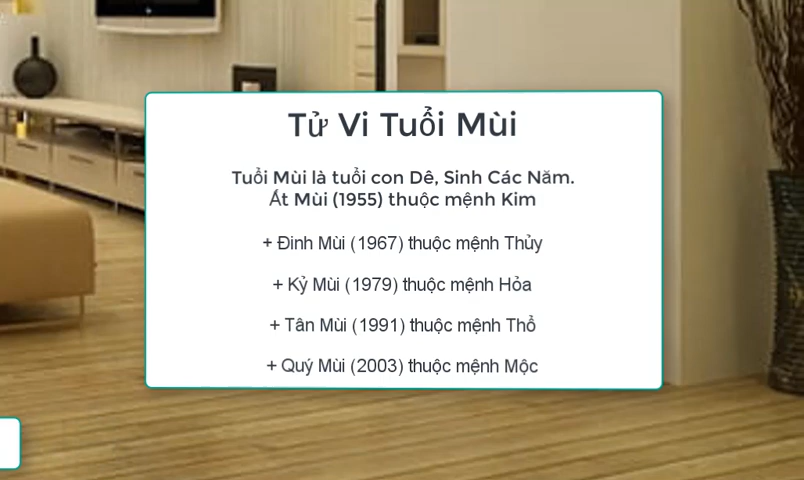 Tử Vi Tuổi Mùi
Tuổi Mùi là tuổi con Dê, Sinh Các Năm.
Ất Mùi (1955) thuộc mệnh Kim
+ Đinh Mùi (1967) thuộc mệnh Thủy
+ Kỷ Mùi (1979) thuộc mệnh Hỏa
+ Tân Mùi (1991) thuộc mệnh Thổ
+ Quý Mùi (2003) thuộc mệnh Mộc